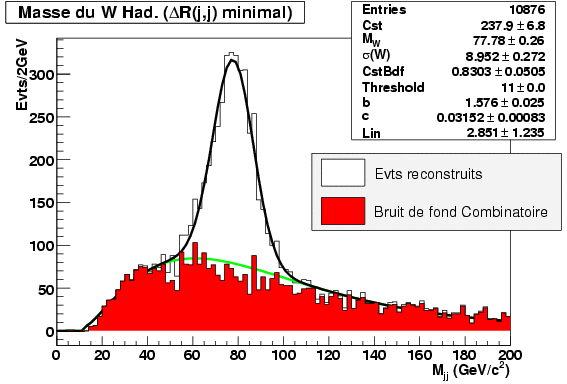 Masse du W Had. (ΔR(j,j) minimal)
Entries 10876
Cst 237.9 ± 6.8
M_W 77.78 ± 0.26
σ(W) 8.952 ± 0.272
CstBdf 0.8303 ± 0.0505
Threshold 11 ± 0.0
b 1.576 ± 0.025
c 0.03152 ± 0.00083
Lin 2.851 ± 1.235
Evts reconstruits
Bruit de fond Combinatoire
Evts/2GeV
300
250
200
150
100
50
0
0 20 40 60 80 100 120 140 160 180 200
M_jj (GeV/c²)